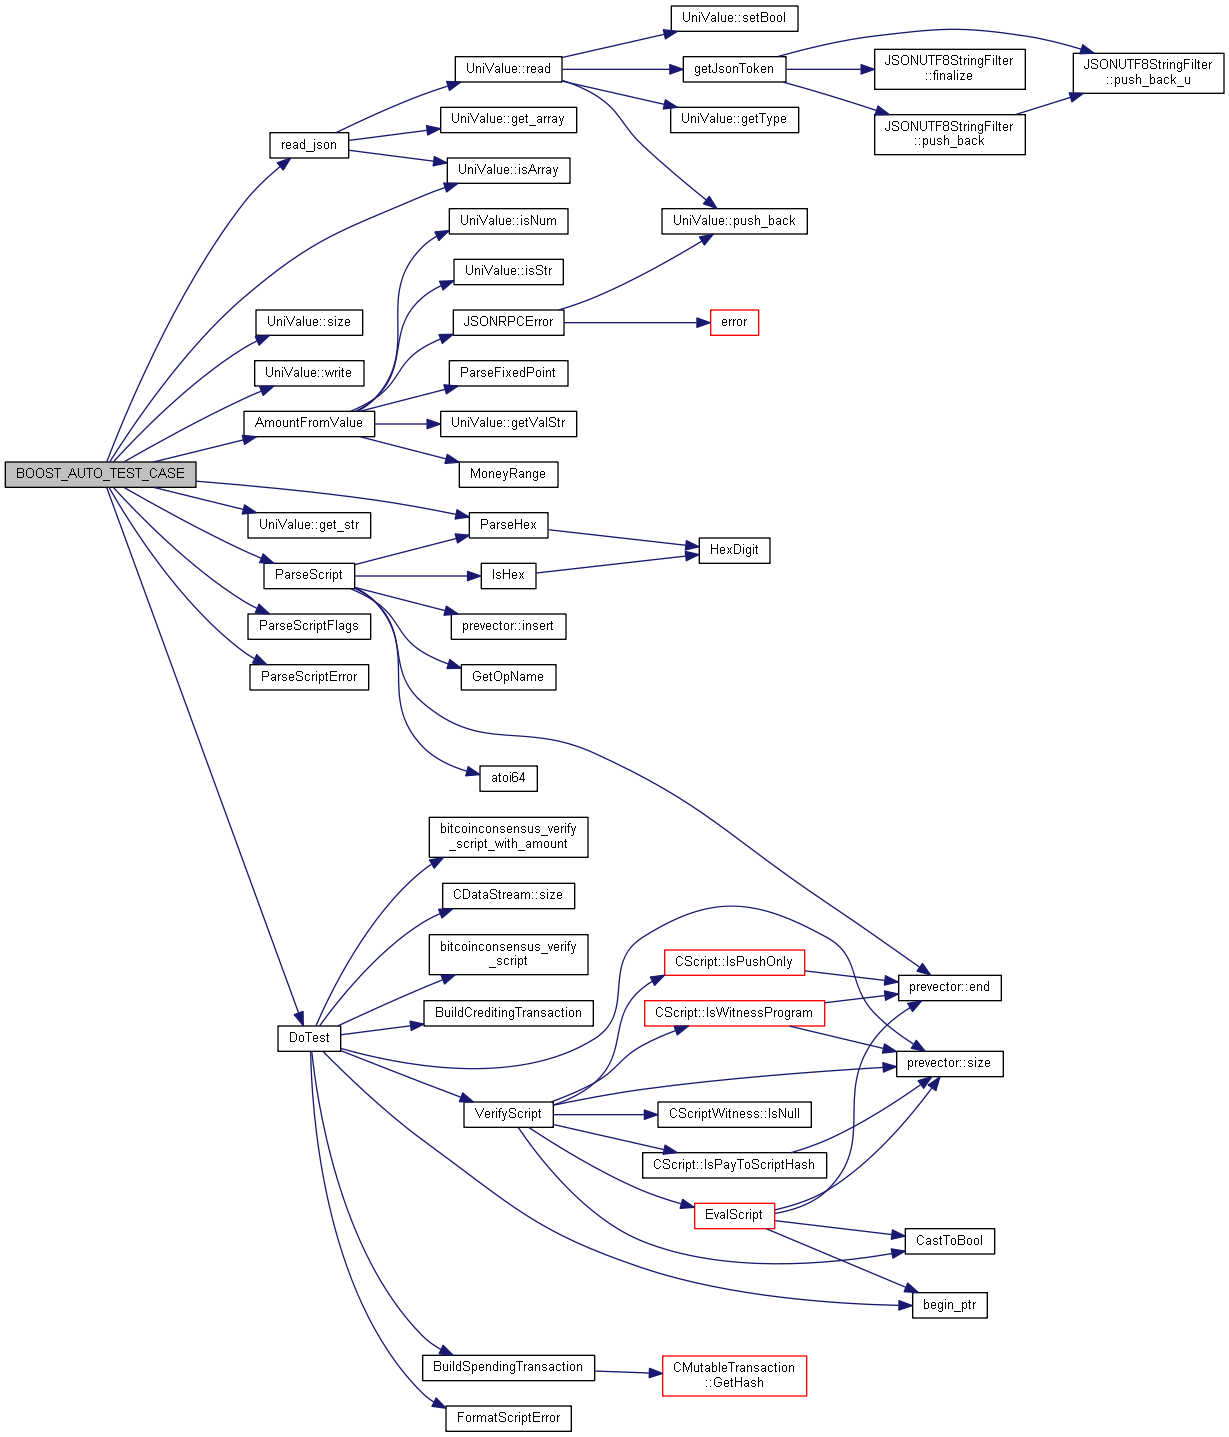 UniValue::setBool
UniValue::read
getJsonToken
JSONUTF8StringFilter
::finalize
JSONUTF8StringFilter
::push_back_u
UniValue::get_array
UniValue::getType
JSONUTF8StringFilter
::push_back
read_json
UniValue::isArray
UniValue::isNum
UniValue::push_back
UniValue::isStr
UniValue::size
JSONRPCError
error
UniValue::write
ParseFixedPoint
AmountFromValue
UniValue::getValStr
BOOST_AUTO_TEST_CASE
MoneyRange
UniValue::get_str
ParseHex
HexDigit
ParseScript
IsHex
ParseScriptFlags
prevector::insert
ParseScriptError
GetOpName
atoi64
bitcoinconsensus_verify
_script_with_amount
CDataStream::size
bitcoinconsensus_verify
_script
CScript::IsPushOnly
prevector::end
BuildCreditingTransaction
CScript::IsWitnessProgram
DoTest
prevector::size
VerifyScript
CScriptWitness::IsNull
CScript::IsPayToScriptHash
EvalScript
CastToBool
begin_ptr
BuildSpendingTransaction
CMutableTransaction
::GetHash
FormatScriptError